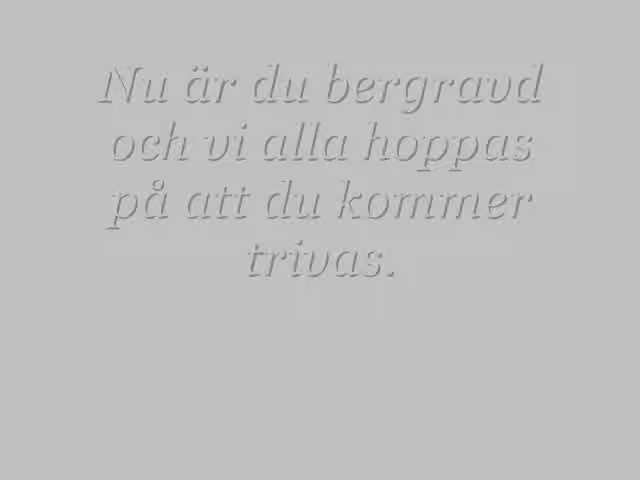 Nu är du bergravd
och vi alla hoppas
på att du kommer
trivas.